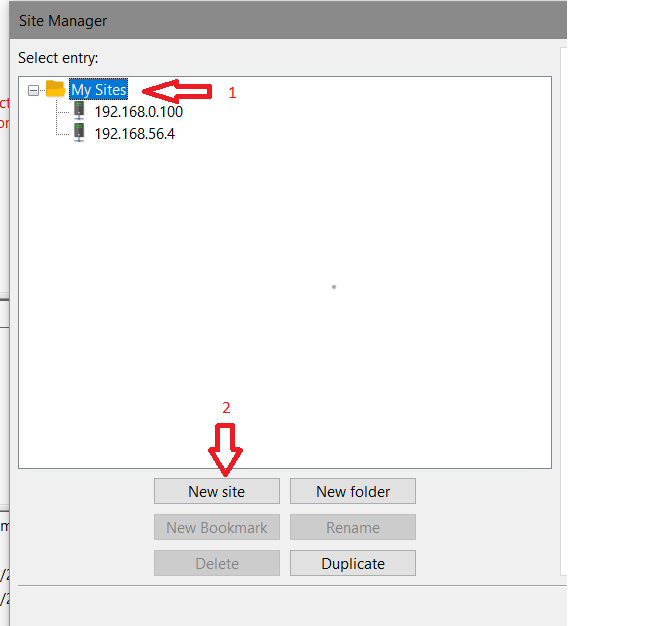 Site Manager
Select entry:
My Sites
1
192.168.0.100
192.168.56.4
2
New site
New folder
New Bookmark
Rename
Delete
Duplicate